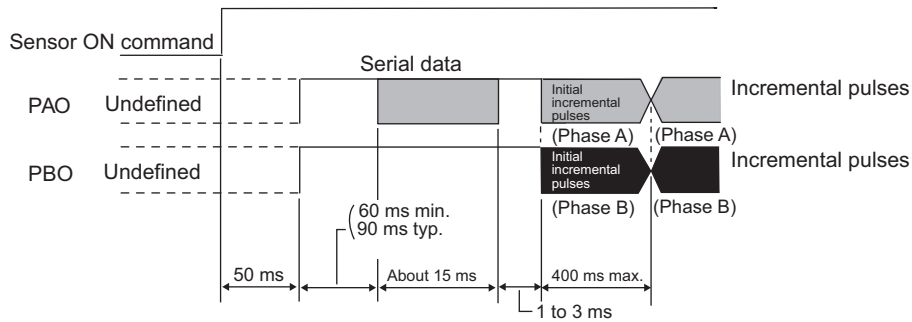 Sensor ON command
Serial data
PAO
Undefined
Initial
incremental
pulses
(Phase A)
(Phase A)
Incremental pulses
PBO
Undefined
Initial
incremental
pulses
(Phase B)
(Phase B)
Incremental pulses
60 ms min.
90 ms typ.
50 ms
About 15 ms
400 ms max.
1 to 3 ms